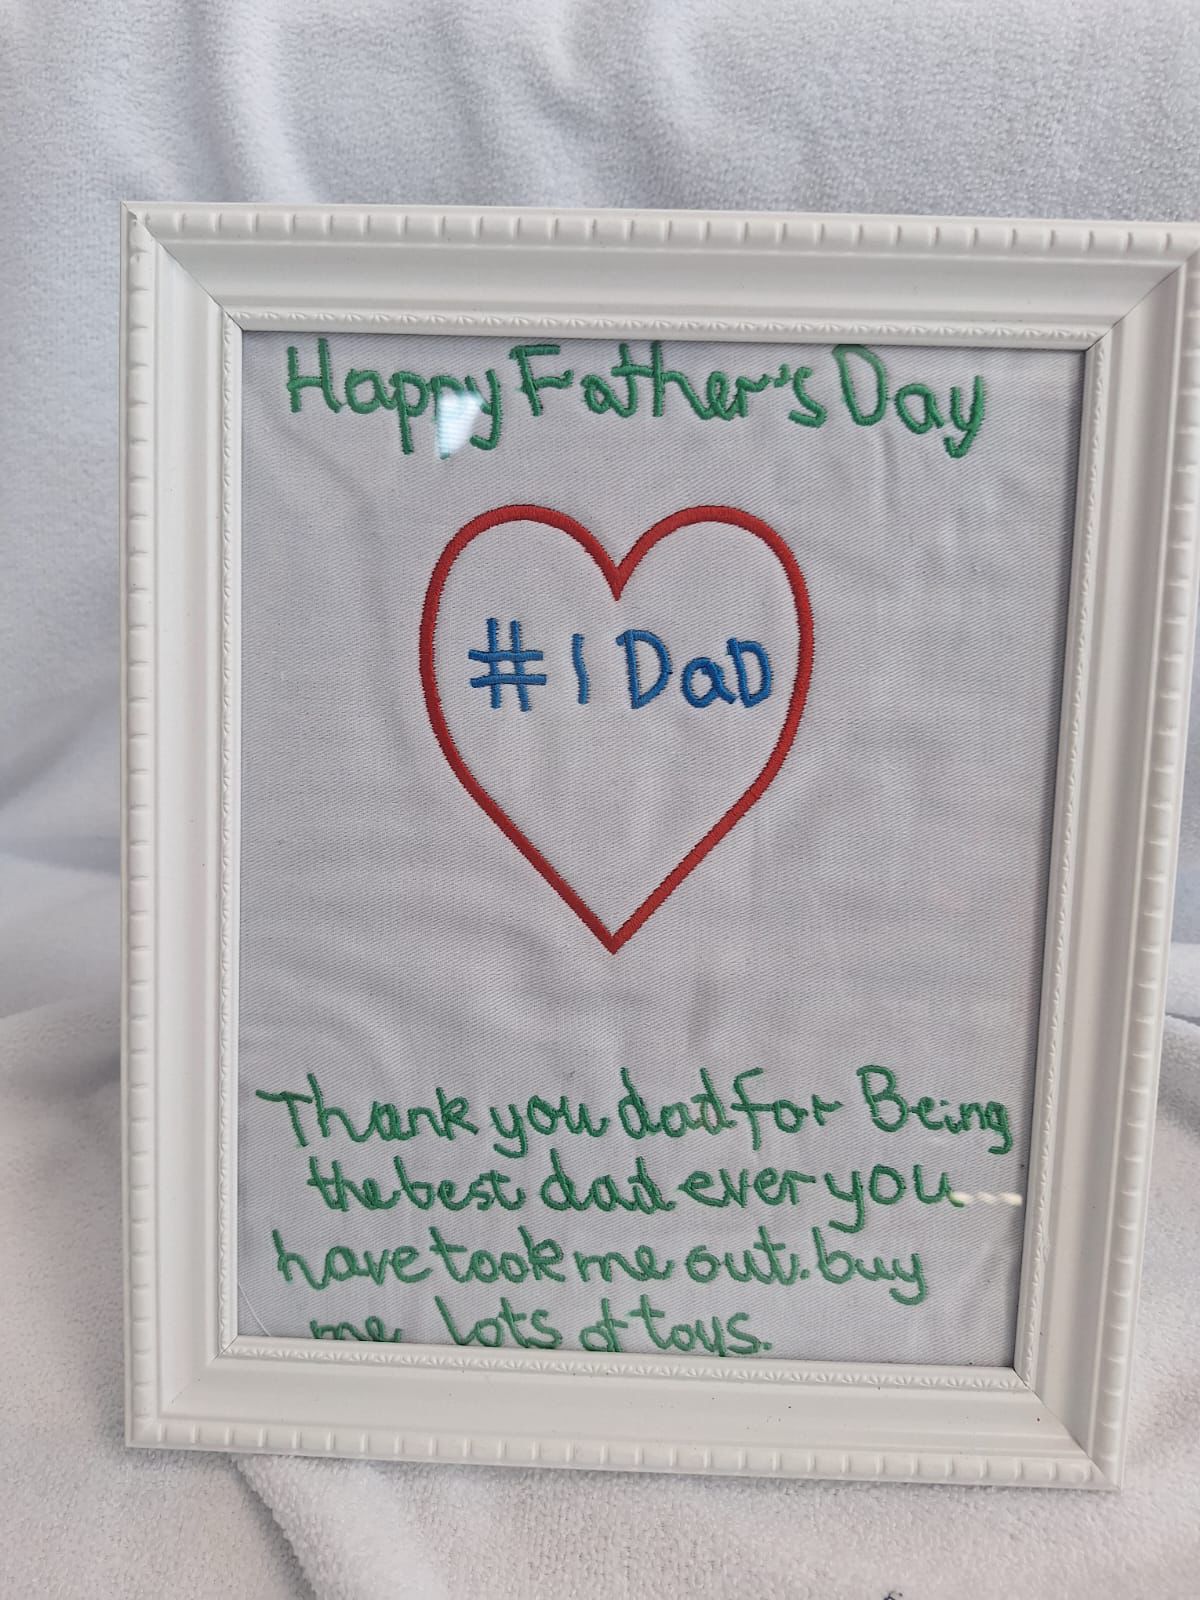 Happy Father's Day
# 1 DaD
Thank you dad for Being
the best dad ever you
have took me out. buy
me lots of toys.